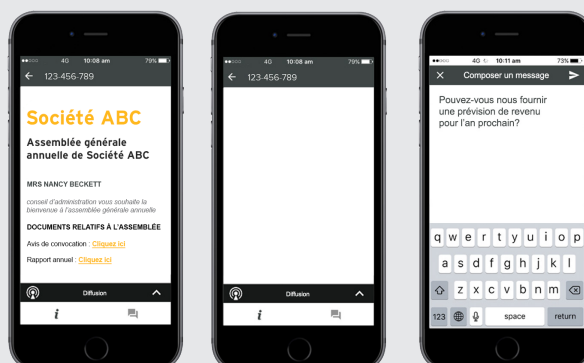 4G 10:08 am 79%
123-456-789
Société ABC
Assemblée générale
annuelle de Société ABC
MRS NANCY BECKETT
conseil d'administration vous souhaite la
bienvenue à l'assemblée générale annuelle
DOCUMENTS RELATIFS À L'ASSEMBLÉE
Avis de convocation : Cliquez ici
Rapport annuel : Cliquez ici
Diffusion
i
4G 10:08 am 79%
123-456-789
Diffusion
i
4G 10:11 am 73%
Composer un message
Pouvez-vous nous fournir
une prévision de revenu
pour l'an prochain?
q w e r t y u i o p
a s d f g h j k l
z x c v b n m
123 space return